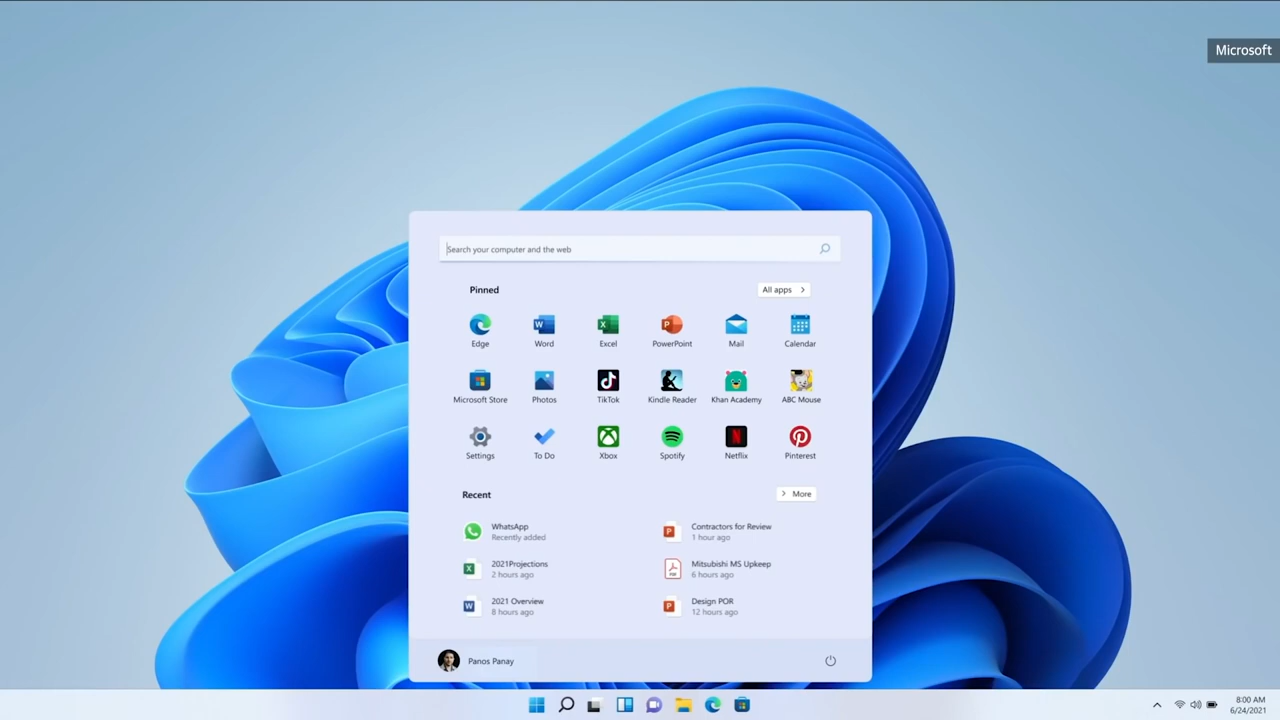 Microsoft
Search your computer and the web
Pinned
All apps
Edge
Word
Excel
PowerPoint
Mail
Calendar
Microsoft Store
Photos
TikTok
Kindle Reader
Khan Academy
ABC Mouse
Settings
To Do
Xbox
Spotify
Netflix
Pinterest
Recent
More
WhatsApp
Recently added
Contractors for Review
1 hour ago
2021Projections
2 hours ago
Mitsubishi MS Upkeep
6 hours ago
2021 Overview
8 hours ago
Design POR
12 hours ago
Panos Panay
8:00 AM
6/24/2021